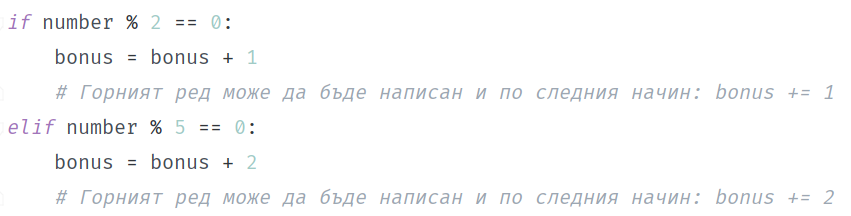 if number % 2 == 0:
    bonus = bonus + 1
    # Горният ред може да бъде написан и по следния начин: bonus += 1
elif number % 5 == 0:
    bonus = bonus + 2
    # Горният ред може да бъде написан и по следния начин: bonus += 2